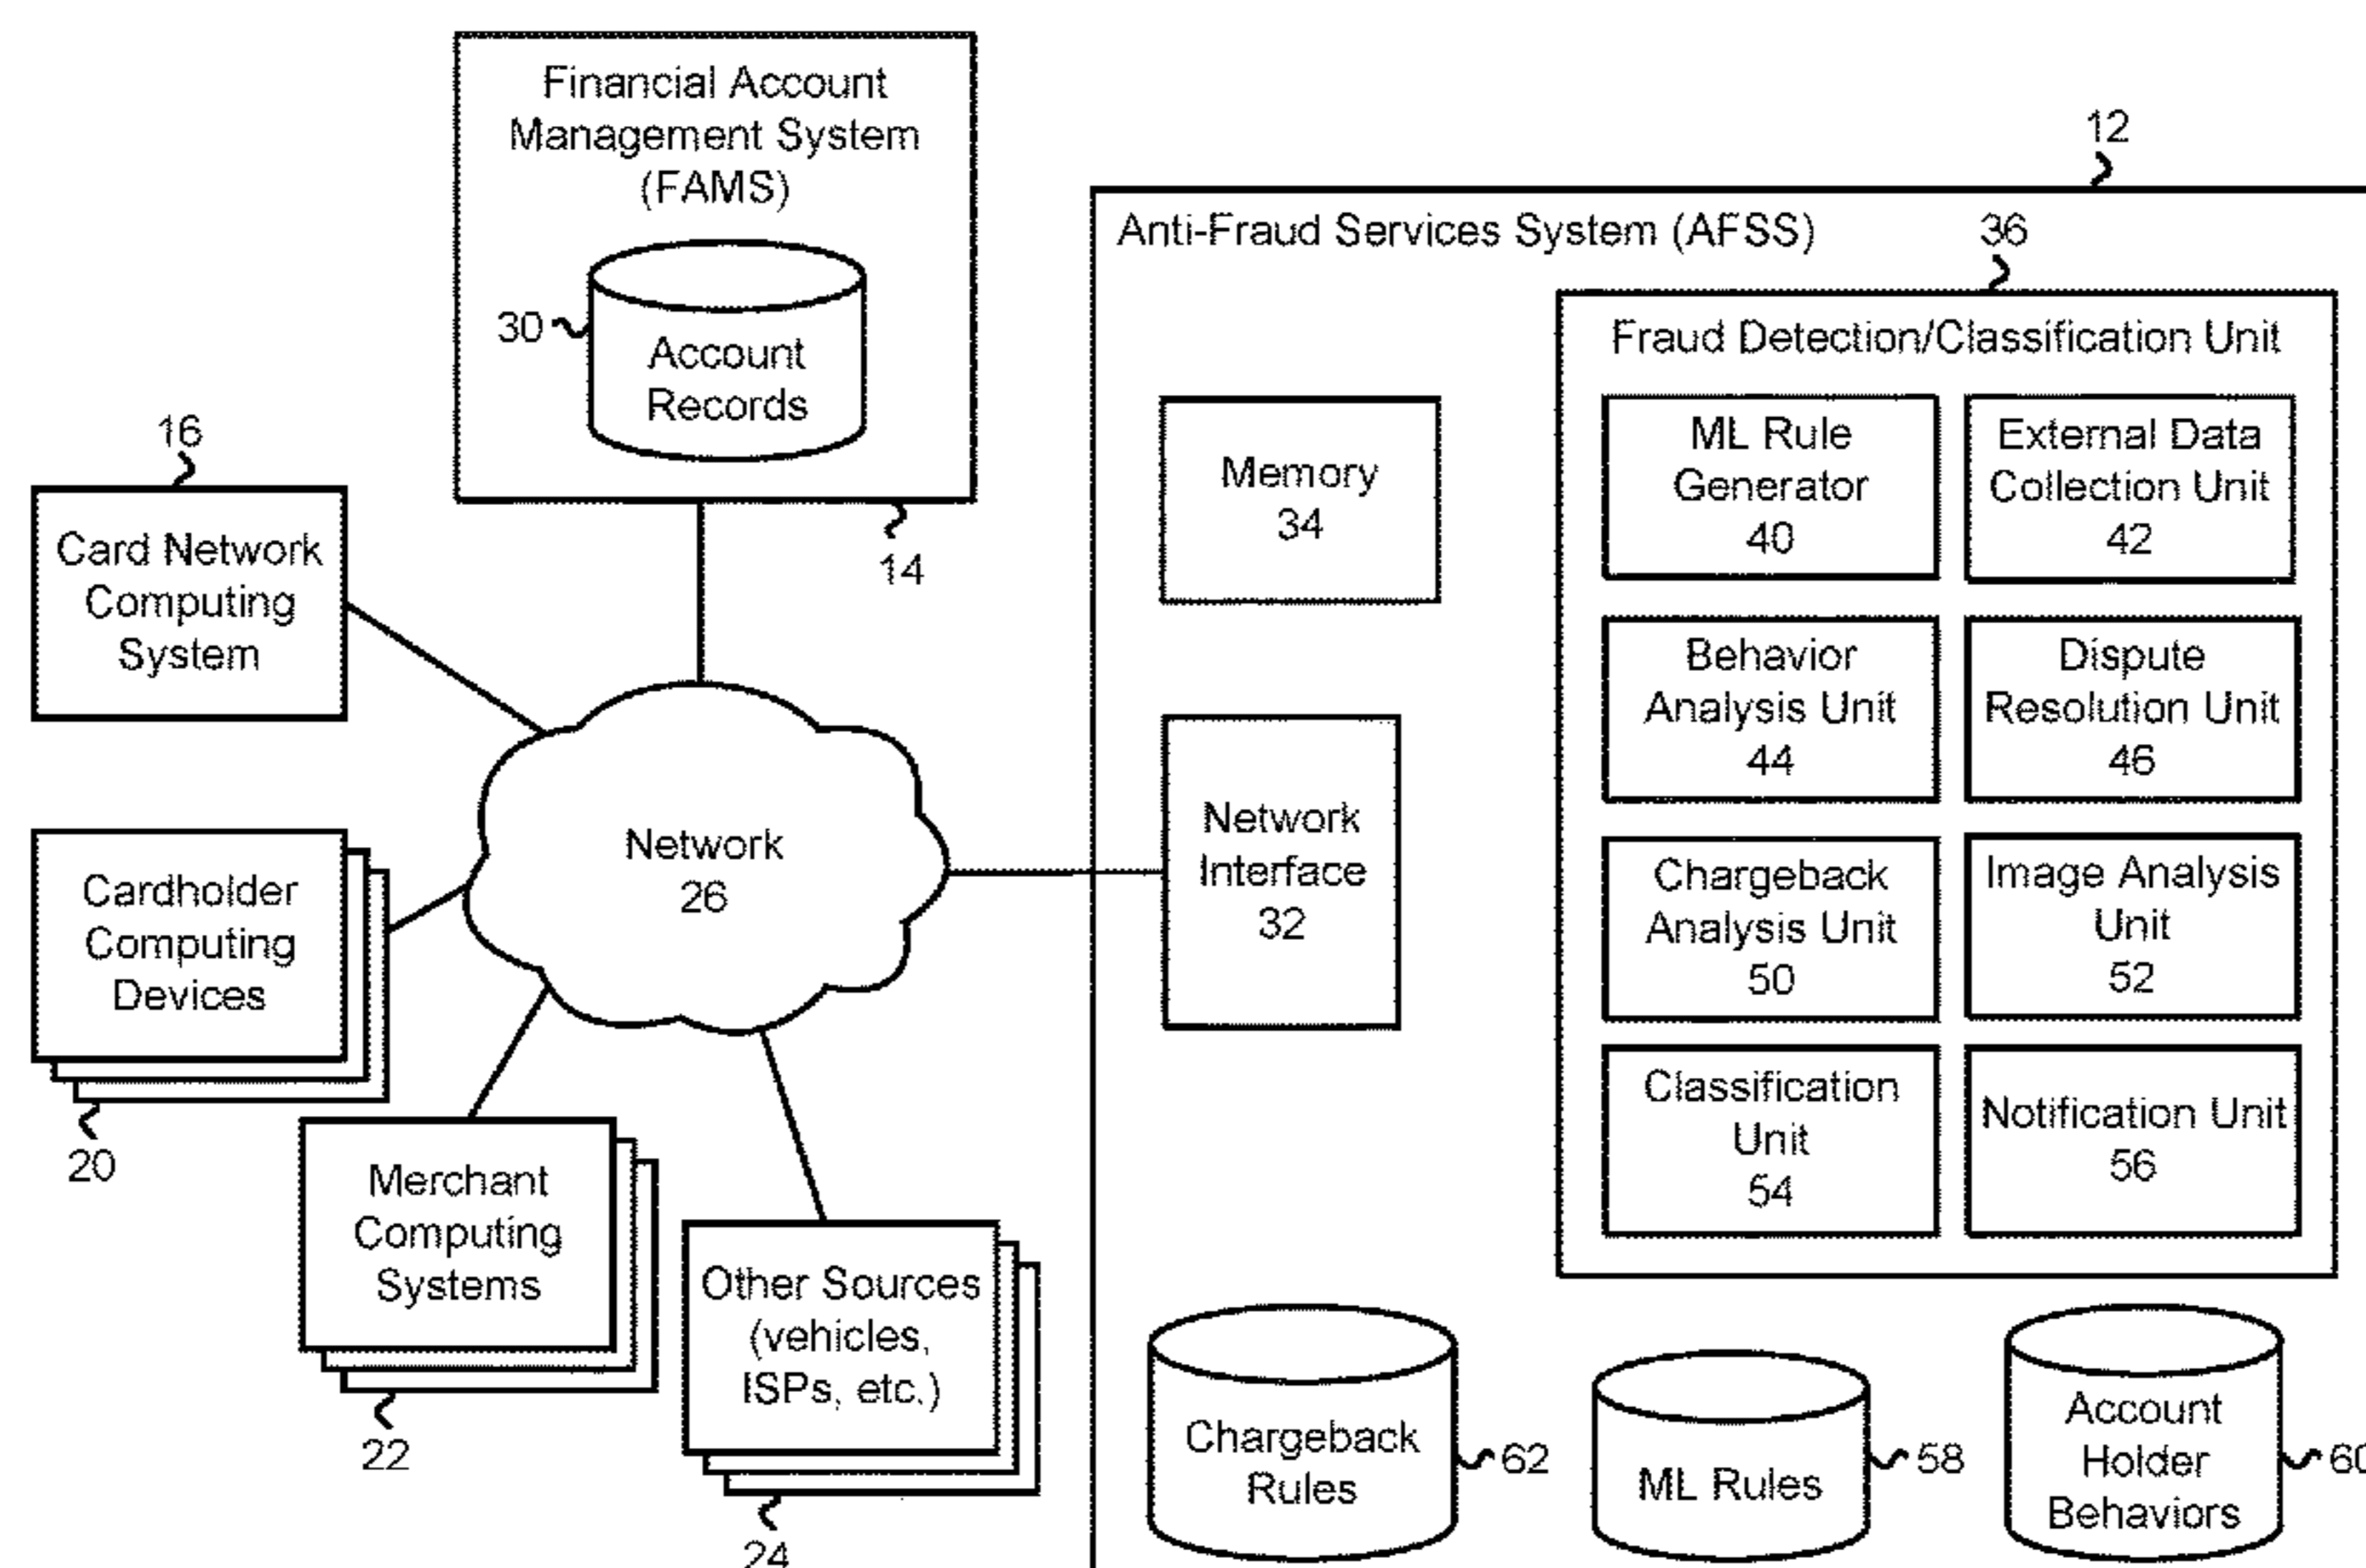 Financial Account
Management System
(FAMS)
30
Account
Records
14
16
Card Network
Computing
System
Cardholder
Computing
Devices
20
Merchant
Computing
Systems
22
Other Sources
(vehicles,
ISPs, etc.)
24
Network
26
12
Anti-Fraud Services System (AFSS)
Memory
34
Network
Interface
32
36
Fraud Detection/Classification Unit
ML Rule
Generator
40
External Data
Collection Unit
42
Behavior
Analysis Unit
44
Dispute
Resolution Unit
46
Chargeback
Analysis Unit
50
Image Analysis
Unit
52
Classification
Unit
54
Notification Unit
56
Chargeback
Rules
62
ML Rules
58
Account
Holder
Behaviors
60